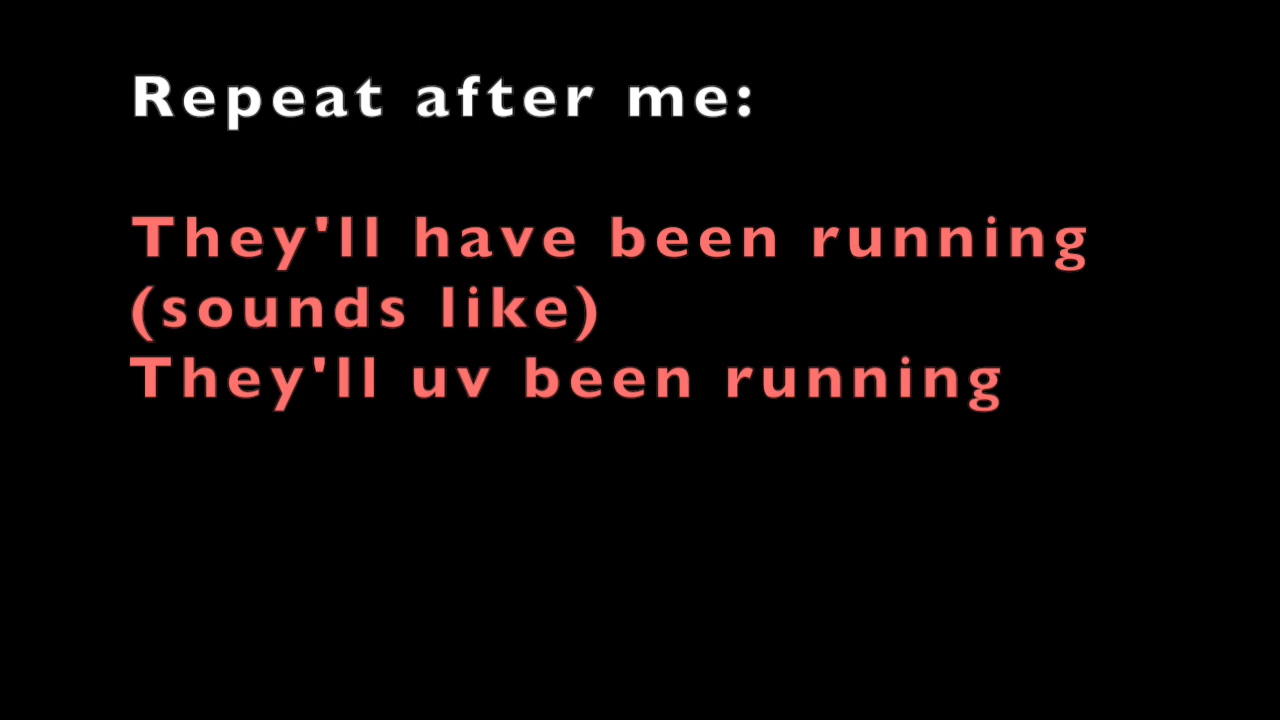 Repeat after me:
They'll have been running
(sounds like)
They'll uv been running